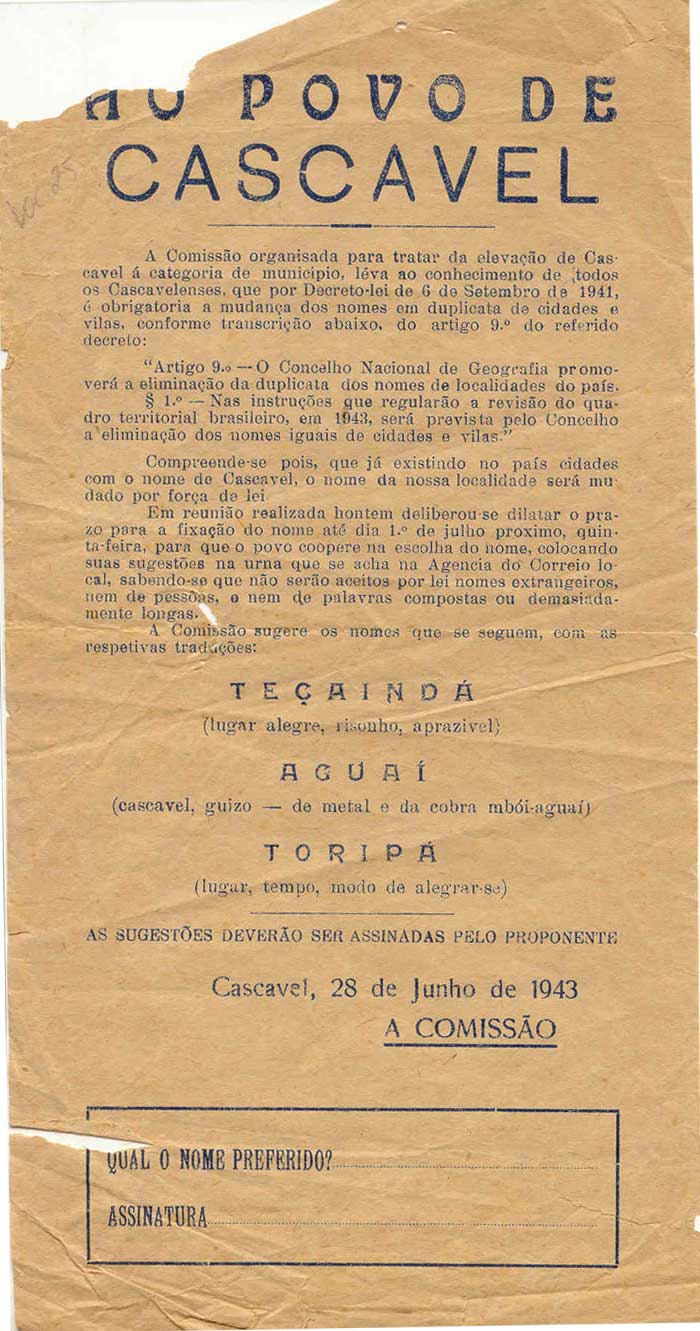 AO POVO DE
CASCAVEL
A Comissão organisada para tratar da elevação de Cas-
cavel á categoria de municipio, léva ao conhecimento de todos
os Cascavelenses, que por Decreto-lei de 6 de Setembro de 1941,
é obrigatoria a mudança dos nomes em duplicata de cidades e
vilas, conforme transcrição abaixo, do artigo 9.º do referido
decreto:
"Artigo 9.º — O Concelho Nacional de Geografia promo-
verá a eliminação da duplicata dos nomes de localidades do país.
§ 1.º — Nas instruções que regularão a revisão do qua-
dro territorial brasileiro, em 1943, será prevista pelo Concelho
a eliminação dos nomes iguais de cidades e vilas."
Compreende-se pois, que já existindo no país cidades
com o nome de Cascavel, o nome da nossa localidade será mu-
dado por força de lei.
Em reunião realizada hontem deliberou-se dilatar o pra-
zo para a fixação do nome até dia 1.º de julho proximo, quin-
ta-feira, para que o povo coopere na escolha do nome, colocando
suas sugestões na urna que se acha na Agencia do Correio lo-
cal, sabendo-se que não serão aceitos por lei nomes extrangeiros,
nem de pessôas, e nem de palavras compostas ou demasiada-
mente longas.
A Comissão sugere os nomes que se seguem, com as
respetivas traduções:
TEÇAINDÁ
(lugar alegre, risonho, aprazivel)
AGUAÍ
(cascavel, guizo — de metal e da cobra mbói-aguaí)
TORIPÁ
(lugar, tempo, modo de alegrar-se)
AS SUGESTÕES DEVERÃO SER ASSINADAS PELO PROPONENTE
Cascavel, 28 de Junho de 1943
A COMISSÃO
QUAL O NOME PREFERIDO?
ASSINATURA